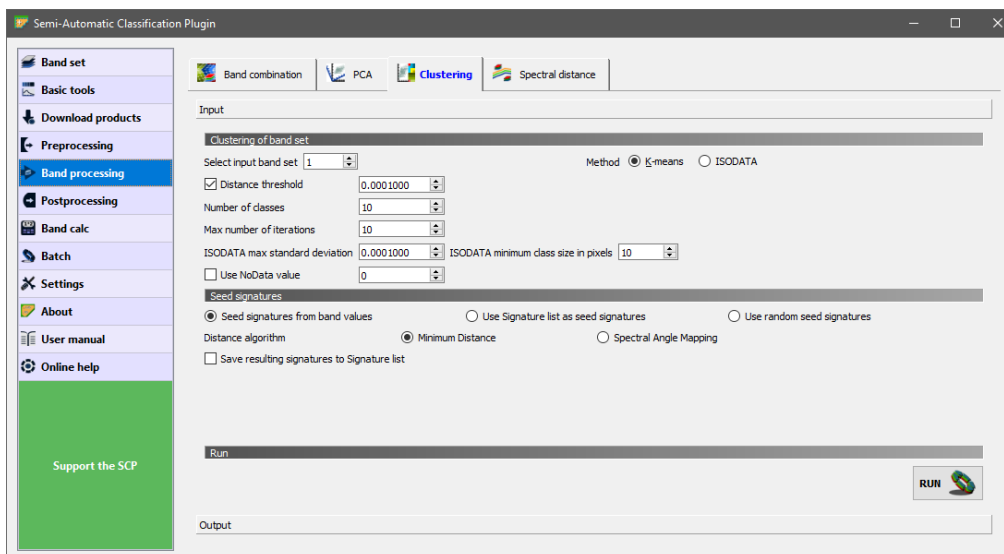 Semi-Automatic Classification Plugin
Band set
Basic tools
Download products
Preprocessing
Band processing
Postprocessing
Band calc
Batch
Settings
About
User manual
Online help
Support the SCP
Band combination PCA Clustering Spectral distance
Input
Clustering of band set
Select input band set 1 Method K-means ISODATA
Distance threshold 0.0001000
Number of classes 10
Max number of iterations 10
ISODATA max standard deviation 0.0001000 ISODATA minimum class size in pixels 10
Use NoData value 0
Seed signatures
Seed signatures from band values Use Signature list as seed signatures Use random seed signatures
Distance algorithm Minimum Distance Spectral Angle Mapping
Save resulting signatures to Signature list
Run
RUN
Output